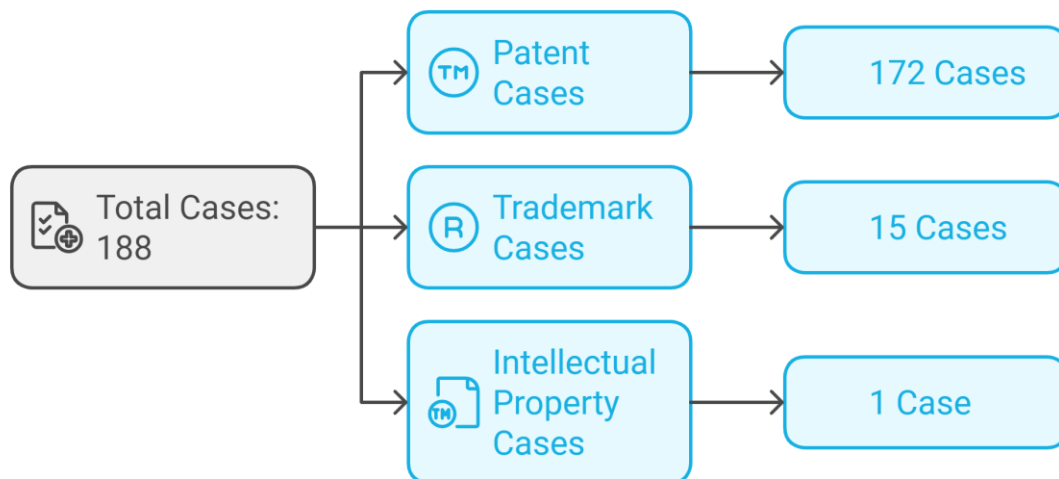 Total Cases:
188
TM
Patent
Cases
172 Cases
R
Trademark
Cases
15 Cases
TM
Intellectual
Property
Cases
1 Case